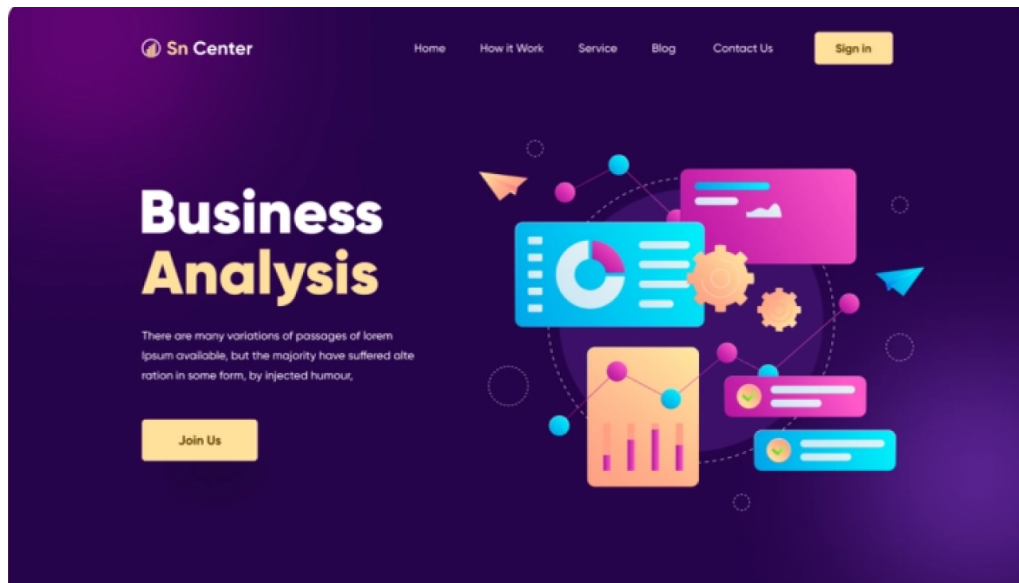 Sn Center
Home
How it Work
Service
Blog
Contact Us
Sign in
Business
Analysis
There are many variations of passages of lorem
Ipsum available, but the majority have suffered alte
ration in some form, by injected humour,
Join Us